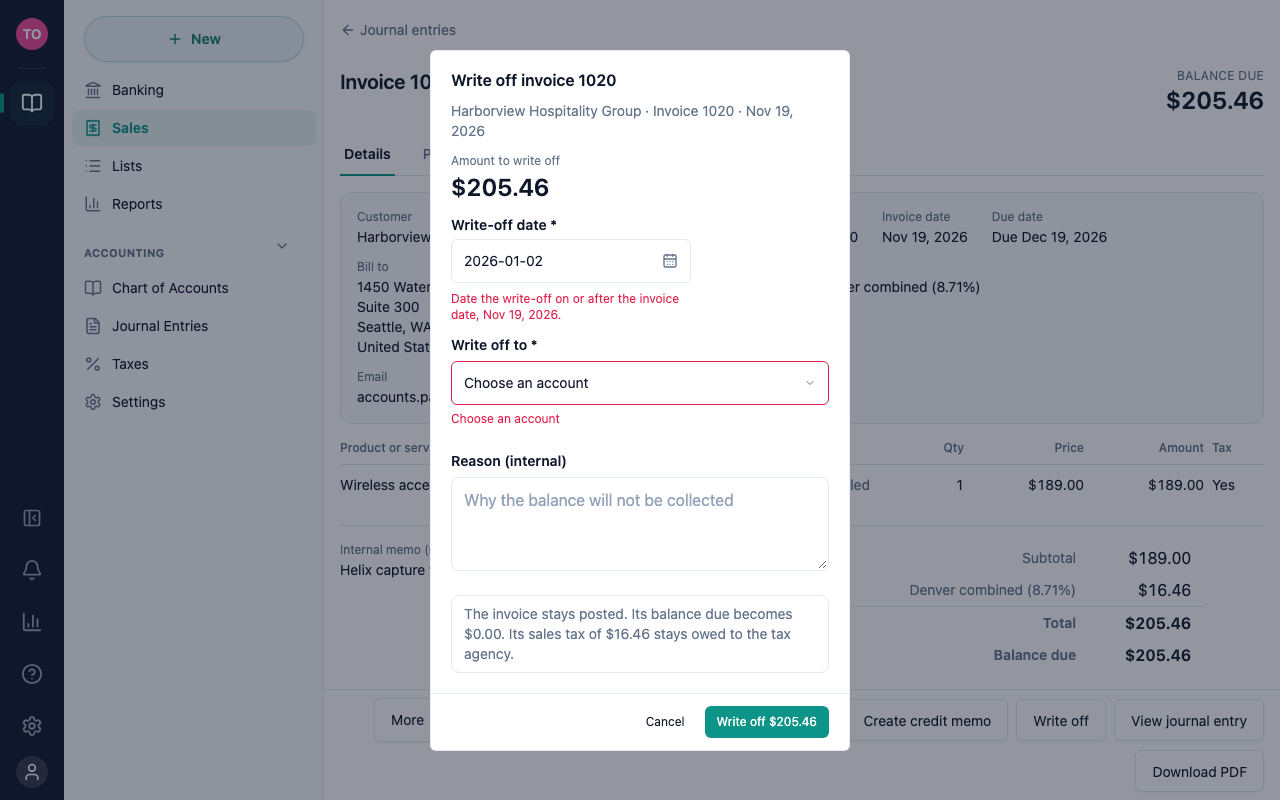 TO
New
Banking
Sales
Lists
Reports
ACCOUNTING
Chart of Accounts
Journal Entries
Taxes
Settings
Journal entries
Invoice 10
BALANCE DUE
$205.46
Details
P
Customer
Invoice date
Due date
Harborview
0
Nov 19, 2026
Due Dec 19, 2026
Bill to
1450 Water
er combined (8.71%)
Suite 300
Seattle, WA
United Stat
Email
accounts.pa
Product or serv
Qty
Price
Amount
Tax
Wireless acce
led
1
$189.00
$189.00
Yes
Internal memo (
Helix capture
Subtotal
$189.00
Denver combined (8.71%)
$16.46
Total
$205.46
Balance due
$205.46
More
Create credit memo
Write off
View journal entry
Download PDF
Write off invoice 1020
Harborview Hospitality Group · Invoice 1020 · Nov 19,
2026
Amount to write off
$205.46
Write-off date *
2026-01-02
Date the write-off on or after the invoice
date, Nov 19, 2026.
Write off to *
Choose an account
Choose an account
Reason (internal)
Why the balance will not be collected
The invoice stays posted. Its balance due becomes
$0.00. Its sales tax of $16.46 stays owed to the tax
agency.
Cancel
Write off $205.46